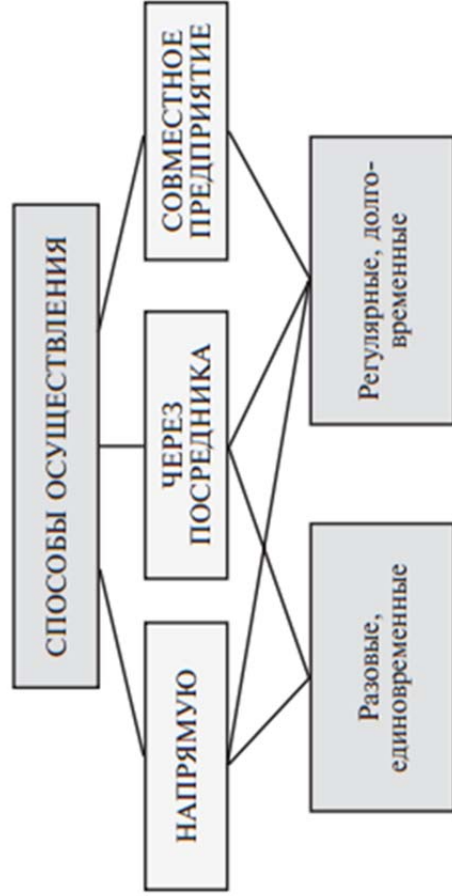 СПОСОБЫ ОСУЩЕСТВЛЕНИЯ
НАПРЯМУЮ
ЧЕРЕЗ
ПОСРЕДНИКА
СОВМЕСТНОЕ
ПРЕДПРИЯТИЕ
Разовые,
единовременные
Регулярные, долго-
временные